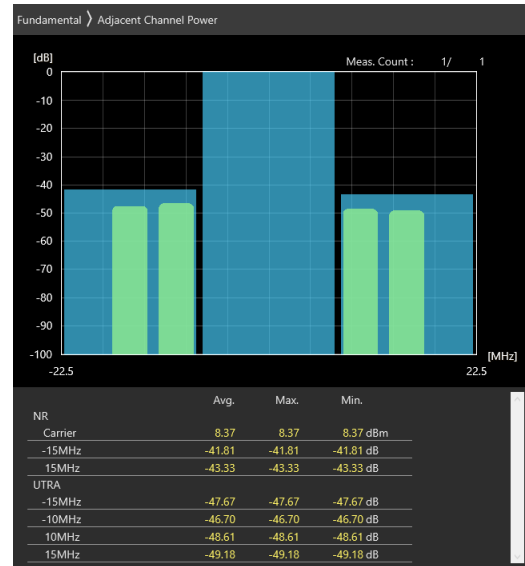 Fundamental 〉 Adjacent Channel Power
[dB]
Meas. Count : 1/ 1
0
-10
-20
-30
-40
-50
-60
-70
-80
-90
-100
[MHz]
-22.5 22.5
Avg. Max. Min.
NR
Carrier 8.37 8.37 8.37 dBm
-15MHz -41.81 -41.81 -41.81 dB
15MHz -43.33 -43.33 -43.33 dB
UTRA
-15MHz -47.67 -47.67 -47.67 dB
-10MHz -46.70 -46.70 -46.70 dB
10MHz -48.61 -48.61 -48.61 dB
15MHz -49.18 -49.18 -49.18 dB